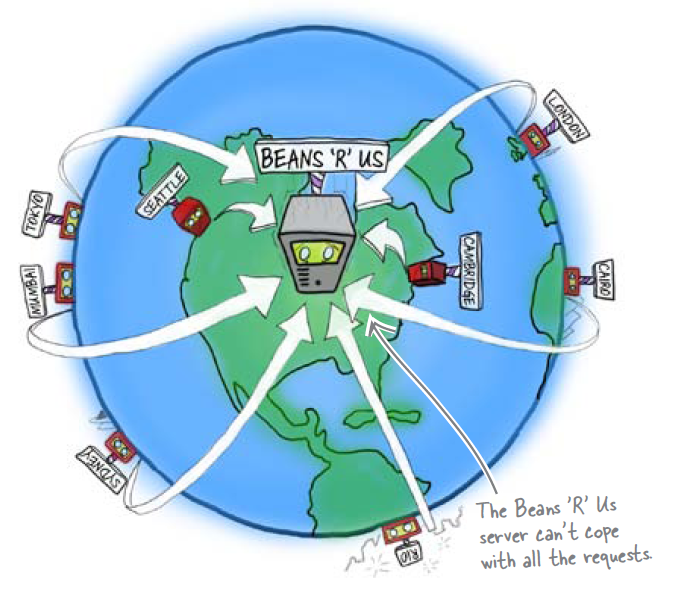 LONDON
BEANS 'R' US
SEATTLE
TOKYO
CAMBRIDGE
MUMBAI
CAIRO
SYDNEY
The Beans 'R' Us
server can't cope
with all the requests.
RIO